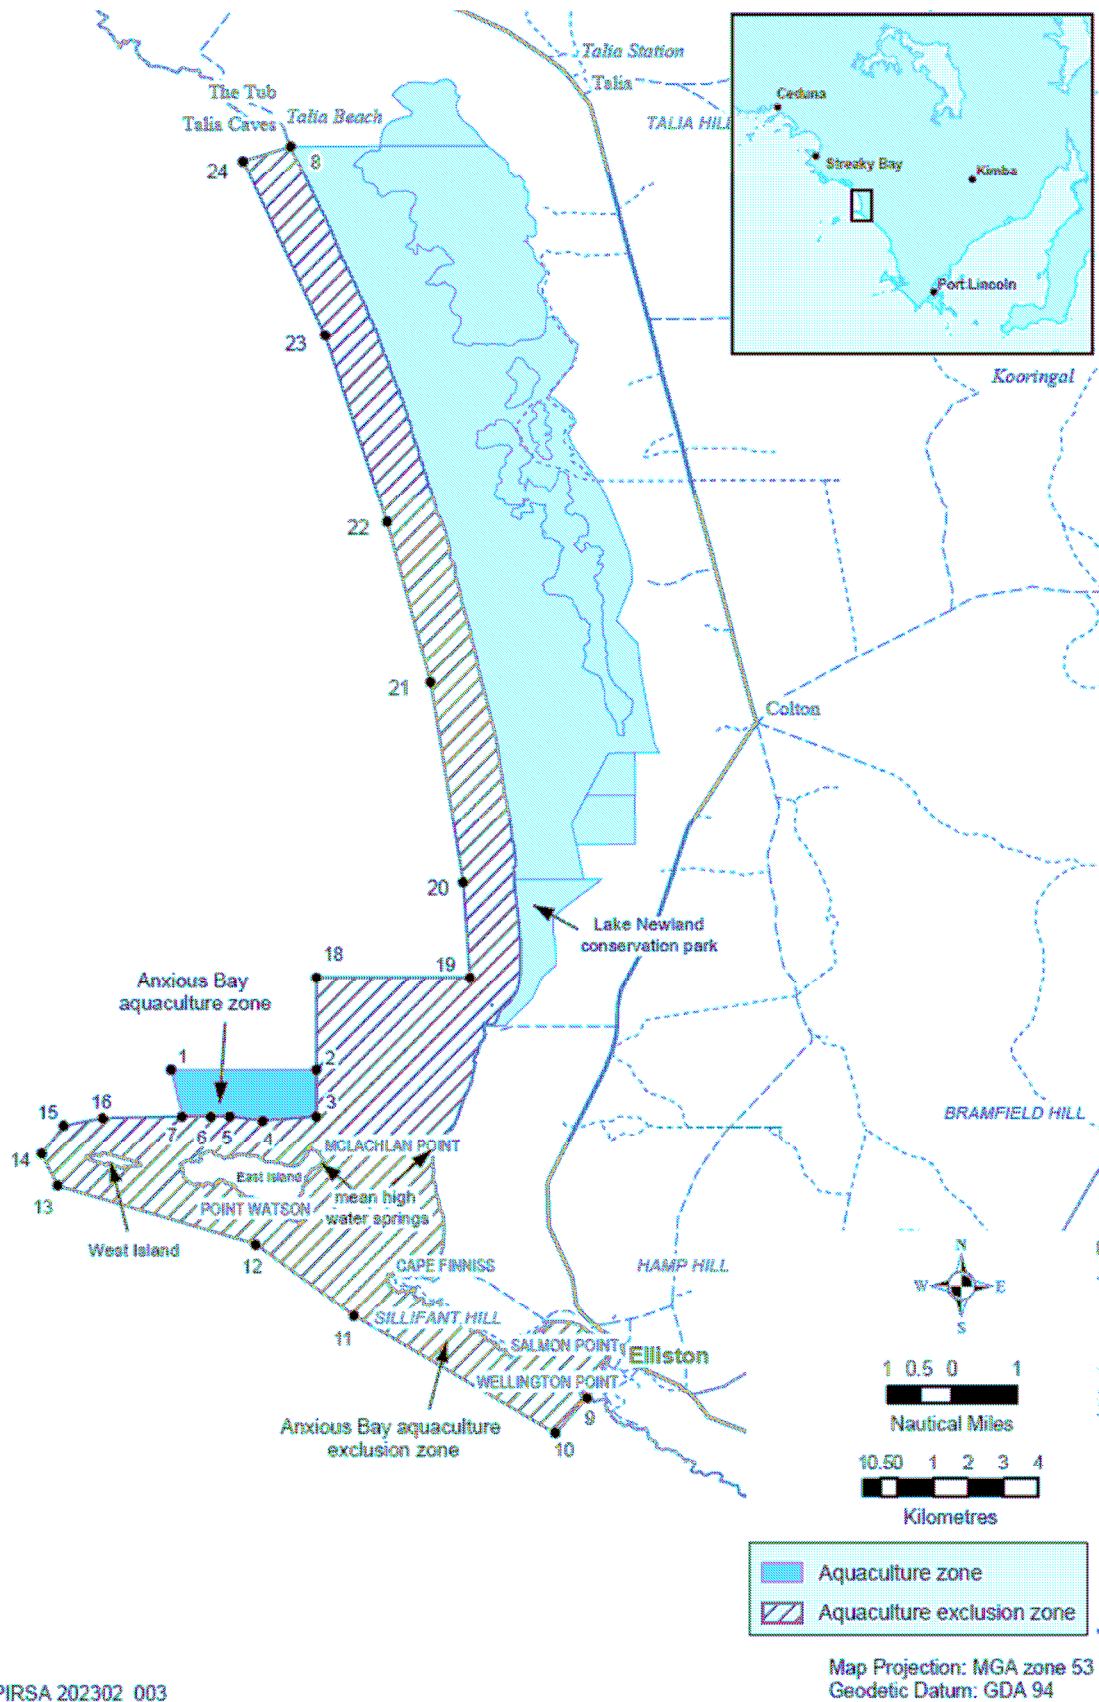 Talia Station
Talia
The Tub
Talia Caves
Talia Beach
TALIA HILL
24
8
Ceduna
Streaky Bay
Kimba
Port Lincoln
23
Kooringal
22
21
Colton
20
Lake Newland
conservation park
18
19
Anxious Bay
aquaculture zone
1
2
3
15
16
7
6
5
4
BRAMFIELD HILL
14
MCLACHLAN POINT
East Island
13
mean high
water springs
POINT WATSON
West Island
12
CAPE FINNISS
HAMP HILL
N
W
E
S
11
SILLIFANT HILL
SALMON POINT
Elliston
WELLINGTON POINT
9
10
Anxious Bay aquaculture
exclusion zone
1 0.5 0 1
Nautical Miles
10.50 1 2 3 4
Kilometres
Aquaculture zone
Aquaculture exclusion zone
Map Projection: MGA zone 53
Geodetic Datum: GDA 94
PIRSA 202302_003